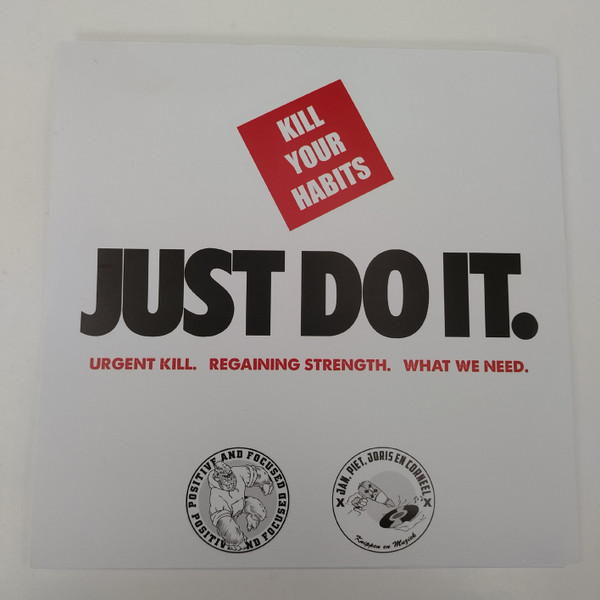 KILL
YOUR
HABITS
JUST DO IT.
URGENT KILL. REGAINING STRENGTH. WHAT WE NEED.
POSITIVE AND FOCUSED
POSITIVE AND FOCUSED
X JAN, PIET, JORIS EN CORNEEL X
Knippen en Muziek